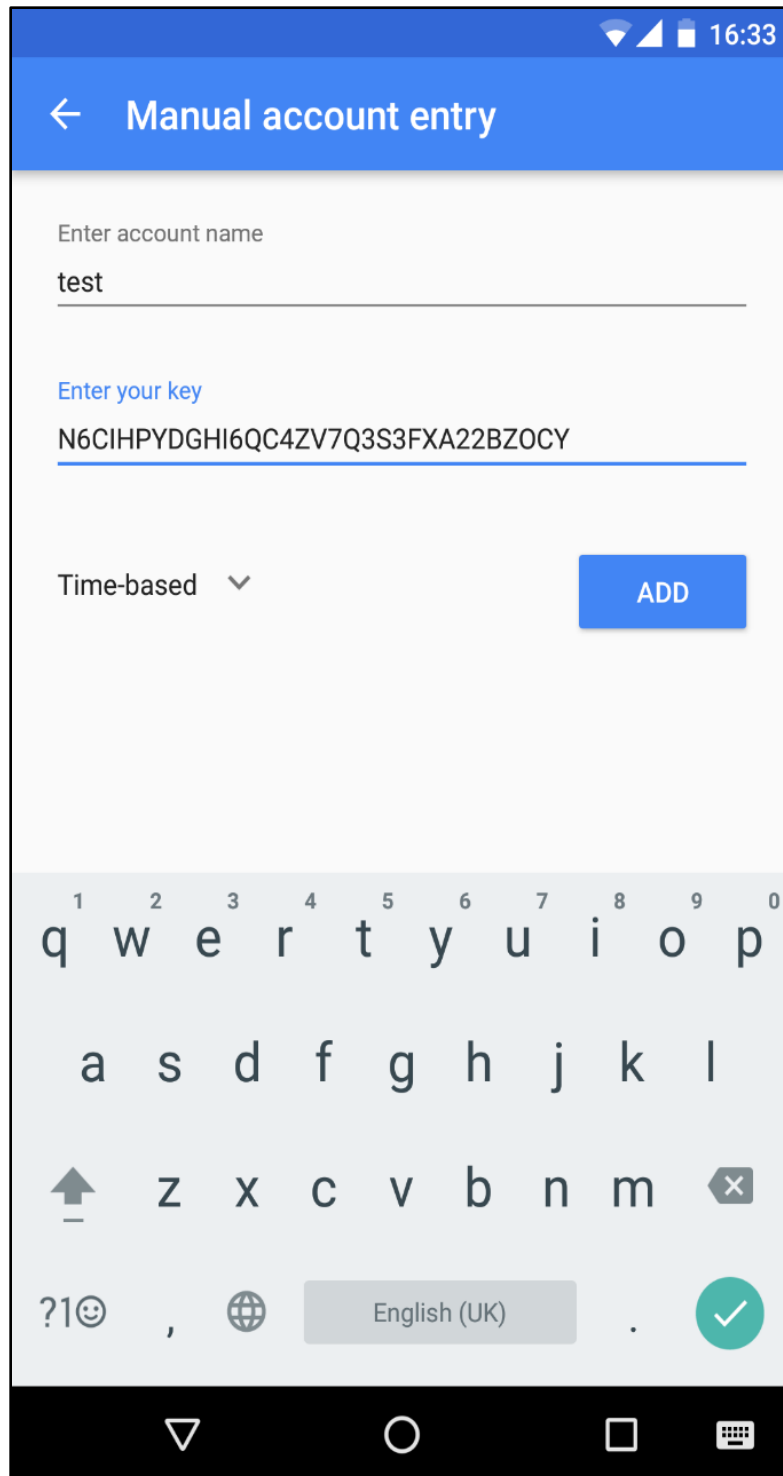 16:33
Manual account entry
Enter account name
test
Enter your key
N6CIHPYDGHI6QC4ZV7Q3S3FXA22BZOCY
Time-based
ADD
1 2 3 4 5 6 7 8 9 0
q w e r t y u i o p
a s d f g h j k l
z x c v b n m
?1☺ , English (UK) .